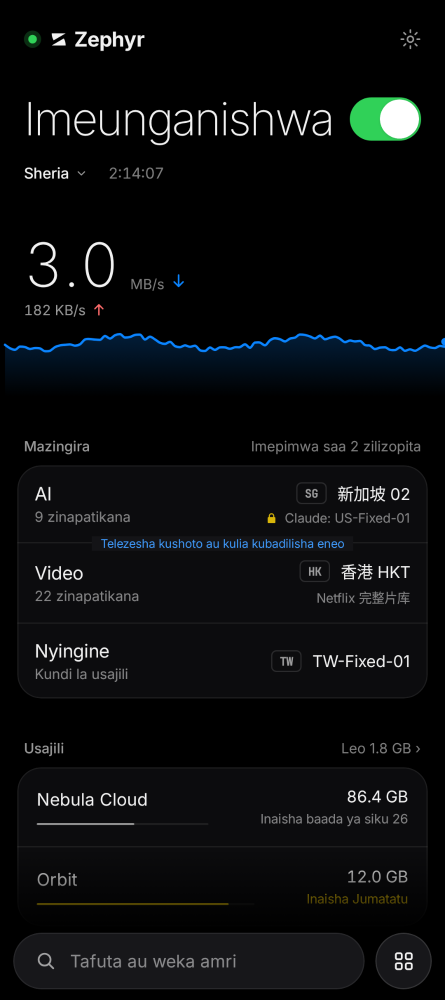 Zephyr
Imeunganishwa
Sheria 2:14:07
3.0 MB/s
182 KB/s
Mazingira Imepimwa saa 2 zilizopita
AI SG 新加坡 02
9 zinapatikana Claude: US-Fixed-01
Telezesha kushoto au kulia kubadilisha eneo
Video HK 香港 HKT
22 zinapatikana Netflix 完整片库
Nyingine TW TW-Fixed-01
Kundi la usajili
Usajili Leo 1.8 GB ›
Nebula Cloud 86.4 GB
Inaisha baada ya siku 26
Orbit 12.0 GB
Inaisha Jumatatu
Tafuta au weka amri